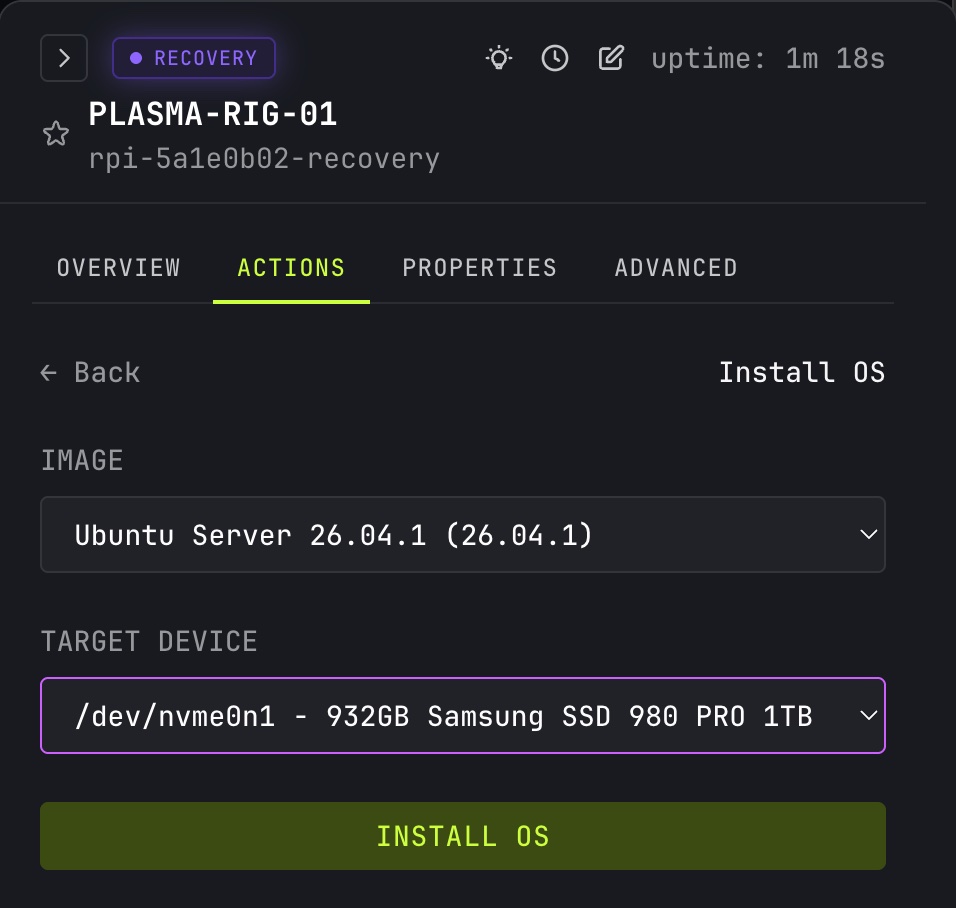 RECOVERY
uptime: 1m 18s
PLASMA-RIG-01
rpi-5a1e0b02-recovery
OVERVIEW ACTIONS PROPERTIES ADVANCED
← Back
Install OS
IMAGE
Ubuntu Server 26.04.1 (26.04.1)
TARGET DEVICE
/dev/nvme0n1 - 932GB Samsung SSD 980 PRO 1TB
INSTALL OS